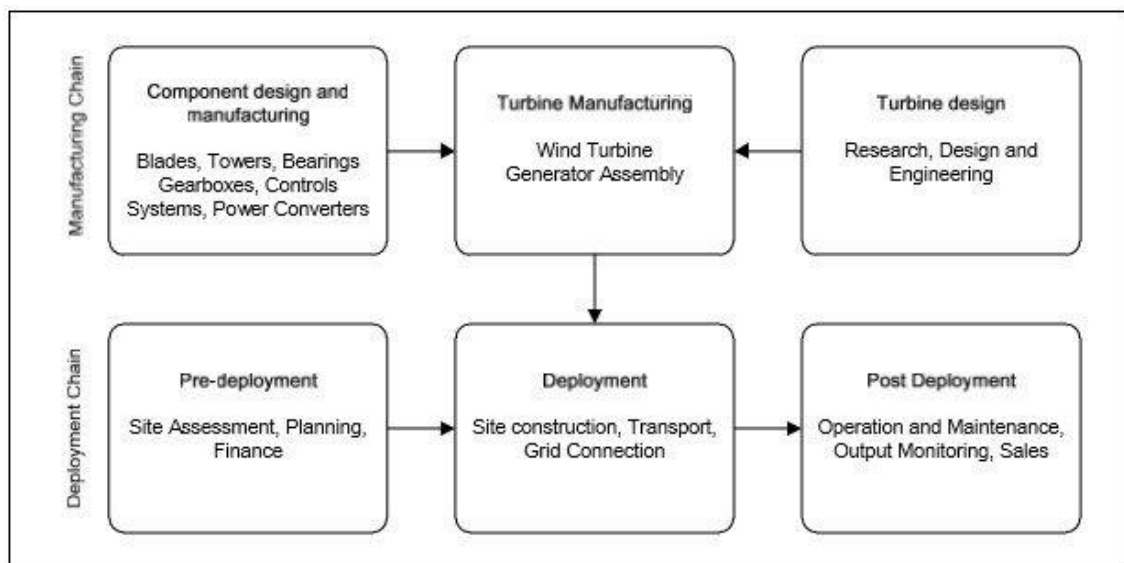 Manufacturing Chain
Component design and
manufacturing
Blades, Towers, Bearings
Gearboxes, Controls
Systems, Power Converters
Turbine Manufacturing
Wind Turbine
Generator Assembly
Turbine design
Research, Design and
Engineering
Deployment Chain
Pre-deployment
Site Assessment, Planning,
Finance
Deployment
Site construction, Transport,
Grid Connection
Post Deployment
Operation and Maintenance,
Output Monitoring, Sales